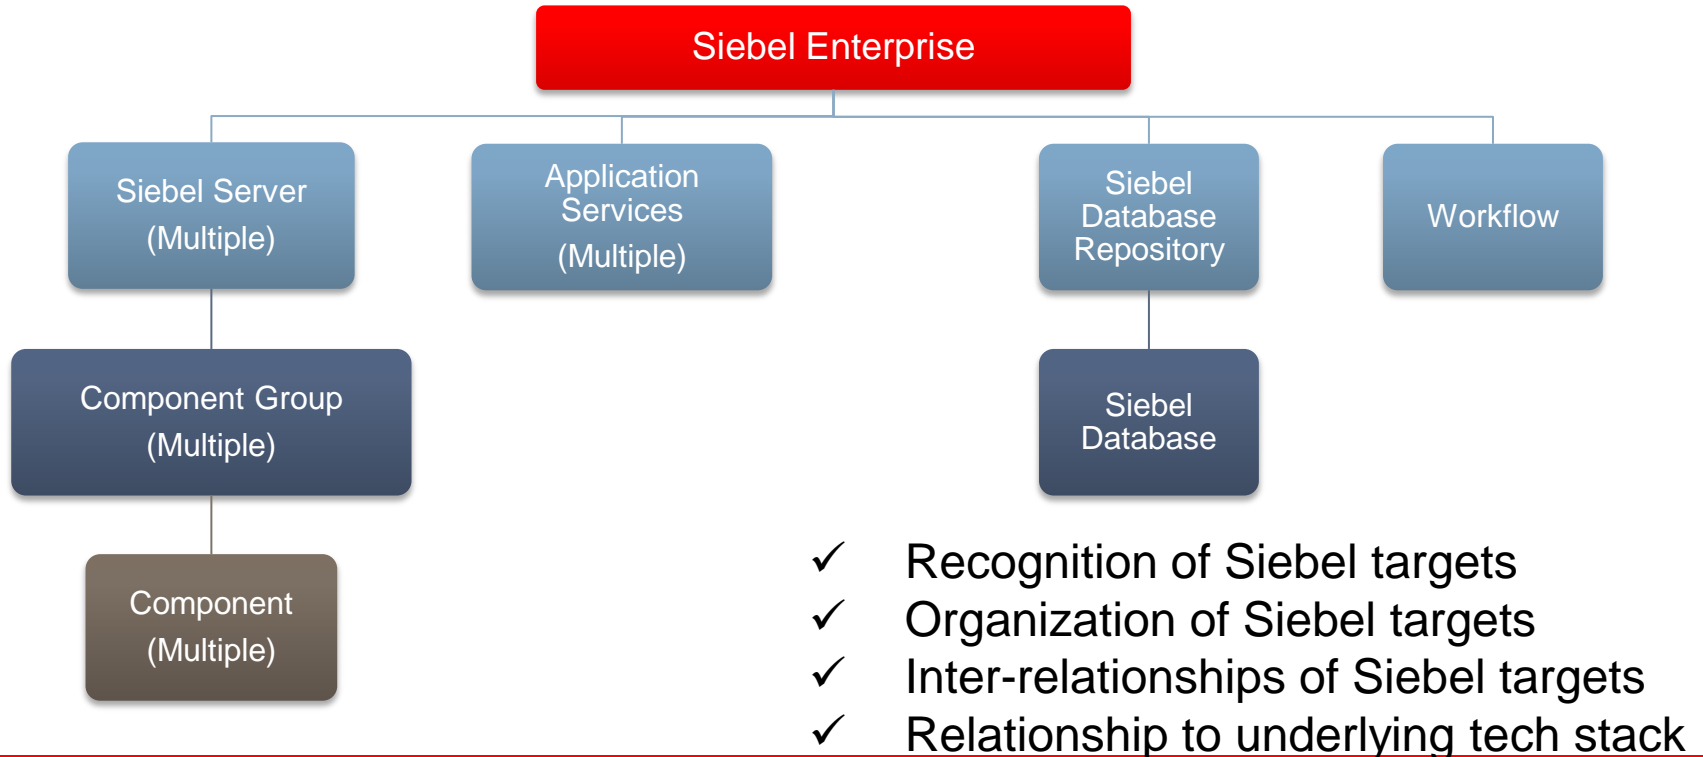 Siebel Enterprise
Siebel Server
(Multiple)
Application
Services
(Multiple)
Siebel
Database
Repository
Workflow
Component Group
(Multiple)
Siebel
Database
Component
(Multiple)
✓ Recognition of Siebel targets
✓ Organization of Siebel targets
✓ Inter-relationships of Siebel targets
✓ Relationship to underlying tech stack